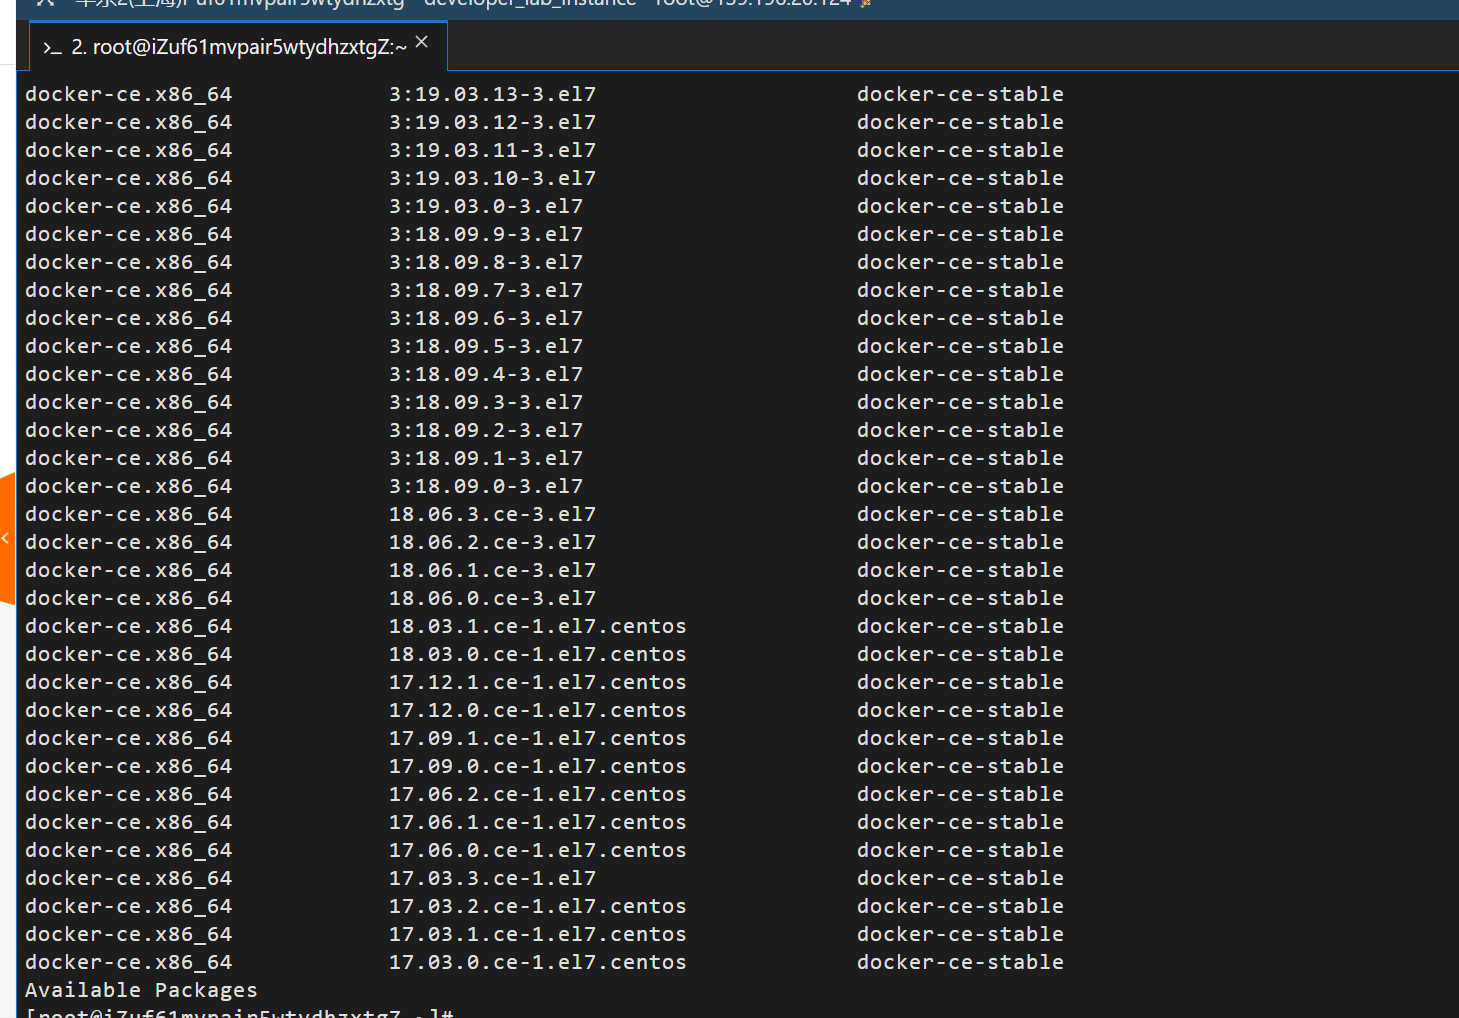 developer_lab_instance
>_ 2. root@iZuf61mvpair5wtydhzxtgZ:~ ×
docker-ce.x86_64 3:19.03.13-3.el7 docker-ce-stable
docker-ce.x86_64 3:19.03.12-3.el7 docker-ce-stable
docker-ce.x86_64 3:19.03.11-3.el7 docker-ce-stable
docker-ce.x86_64 3:19.03.10-3.el7 docker-ce-stable
docker-ce.x86_64 3:19.03.0-3.el7 docker-ce-stable
docker-ce.x86_64 3:18.09.9-3.el7 docker-ce-stable
docker-ce.x86_64 3:18.09.8-3.el7 docker-ce-stable
docker-ce.x86_64 3:18.09.7-3.el7 docker-ce-stable
docker-ce.x86_64 3:18.09.6-3.el7 docker-ce-stable
docker-ce.x86_64 3:18.09.5-3.el7 docker-ce-stable
docker-ce.x86_64 3:18.09.4-3.el7 docker-ce-stable
docker-ce.x86_64 3:18.09.3-3.el7 docker-ce-stable
docker-ce.x86_64 3:18.09.2-3.el7 docker-ce-stable
docker-ce.x86_64 3:18.09.1-3.el7 docker-ce-stable
docker-ce.x86_64 3:18.09.0-3.el7 docker-ce-stable
docker-ce.x86_64 18.06.3.ce-3.el7 docker-ce-stable
docker-ce.x86_64 18.06.2.ce-3.el7 docker-ce-stable
docker-ce.x86_64 18.06.1.ce-3.el7 docker-ce-stable
docker-ce.x86_64 18.06.0.ce-3.el7 docker-ce-stable
docker-ce.x86_64 18.03.1.ce-1.el7.centos docker-ce-stable
docker-ce.x86_64 18.03.0.ce-1.el7.centos docker-ce-stable
docker-ce.x86_64 17.12.1.ce-1.el7.centos docker-ce-stable
docker-ce.x86_64 17.12.0.ce-1.el7.centos docker-ce-stable
docker-ce.x86_64 17.09.1.ce-1.el7.centos docker-ce-stable
docker-ce.x86_64 17.09.0.ce-1.el7.centos docker-ce-stable
docker-ce.x86_64 17.06.2.ce-1.el7.centos docker-ce-stable
docker-ce.x86_64 17.06.1.ce-1.el7.centos docker-ce-stable
docker-ce.x86_64 17.06.0.ce-1.el7.centos docker-ce-stable
docker-ce.x86_64 17.03.3.ce-1.el7 docker-ce-stable
docker-ce.x86_64 17.03.2.ce-1.el7.centos docker-ce-stable
docker-ce.x86_64 17.03.1.ce-1.el7.centos docker-ce-stable
docker-ce.x86_64 17.03.0.ce-1.el7.centos docker-ce-stable
Available Packages
[root@iZuf61mvpair5wtydhzxtgZ ~]#